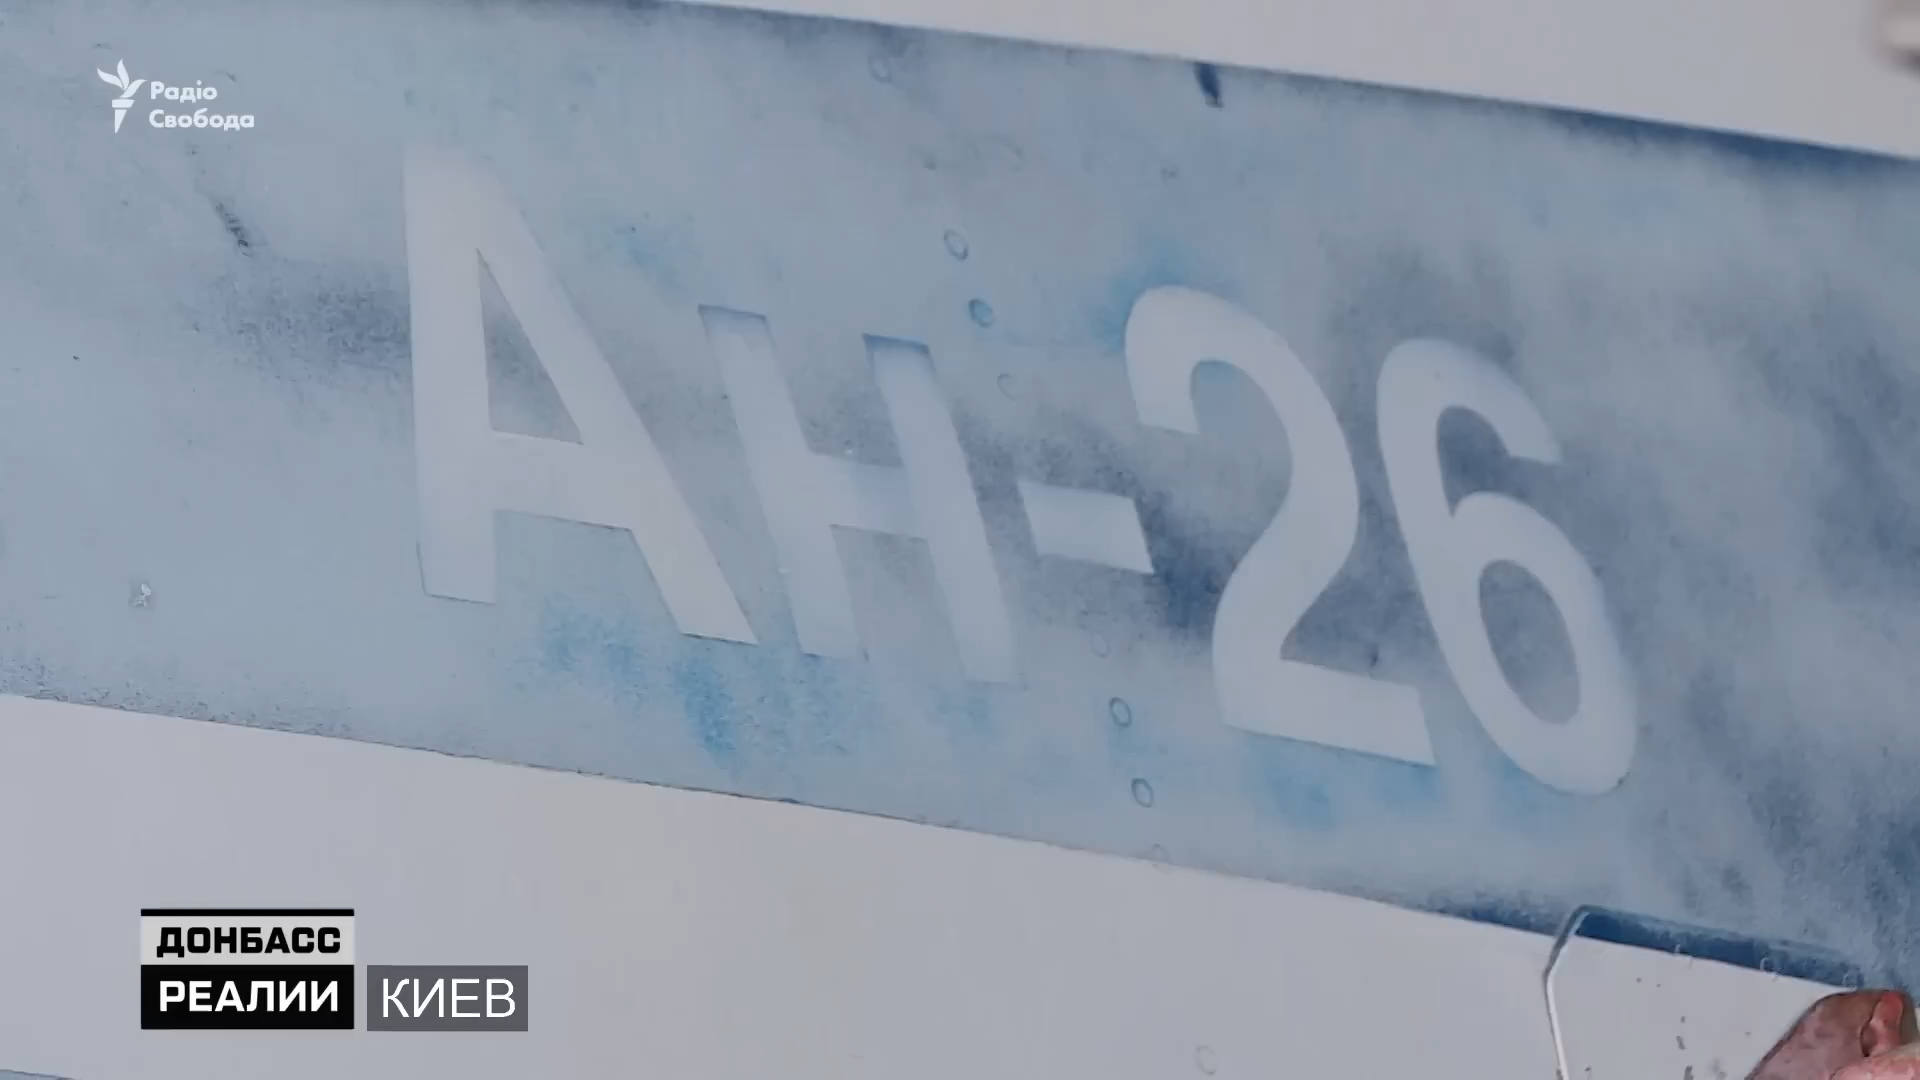 Радіо
Свобода
АН-26
ДОНБАСС
РЕАЛИИ
КИЕВ